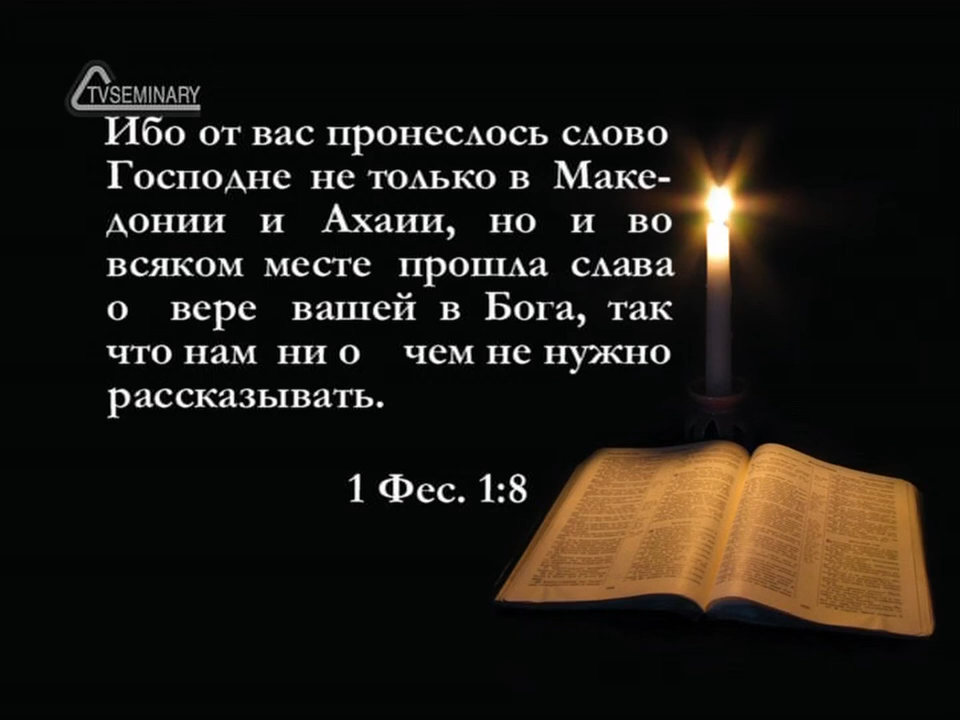 TVSEMINARY
Ибо от вас пронеслось слово
Господне не только в Маке-
донии и Ахаии, но и во
всяком месте прошла слава
о вере вашей в Бога, так
что нам ни о чем не нужно
рассказывать.
1 Фес. 1:8